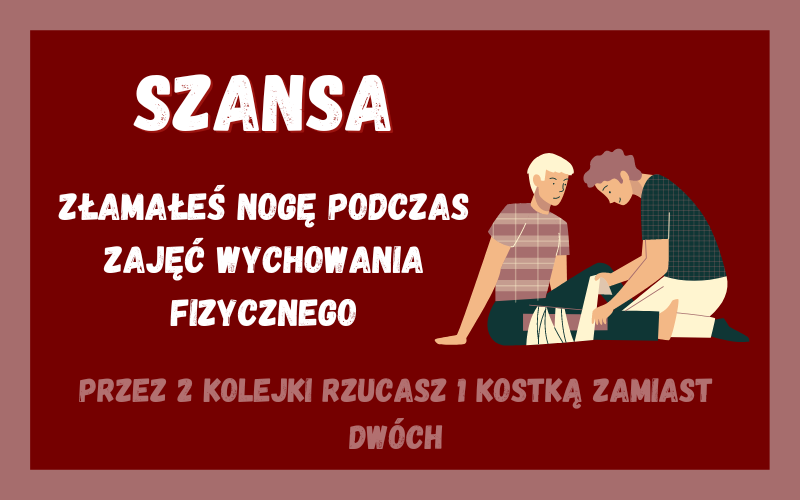 SZANSA
ZŁAMAŁEŚ NOGĘ PODCZAS
ZAJĘĆ WYCHOWANIA
FIZYCZNEGO
PRZEZ 2 KOLEJKI RZUCASZ 1 KOSTKĄ ZAMIAST
DWÓCH